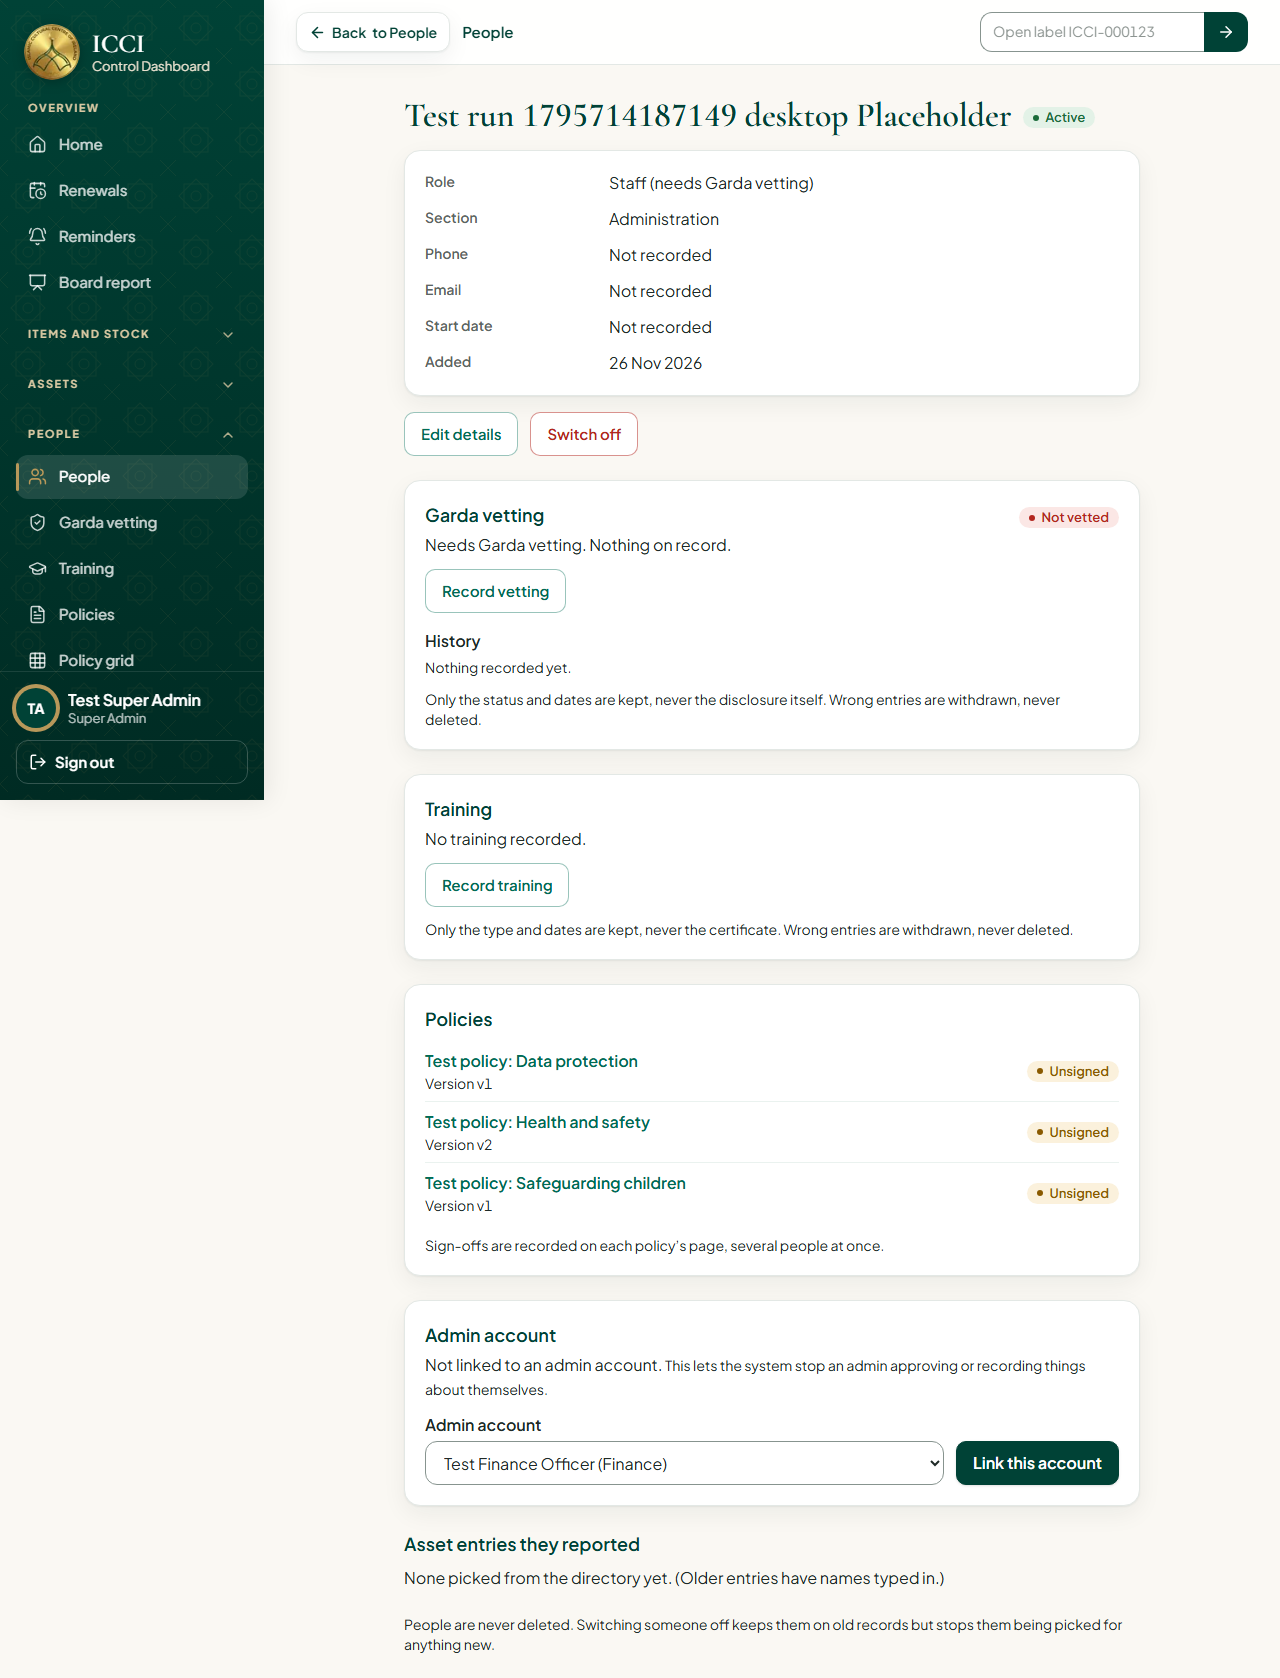 ICCI
Control Dashboard
OVERVIEW
Home
Renewals
Reminders
Board report
ITEMS AND STOCK
ASSETS
PEOPLE
People
Garda vetting
Training
Policies
Policy grid
TA
Test Super Admin
Super Admin
Sign out
Back to People
People
Open label ICCI-000123
Test run 1795714187149 desktop Placeholder
Active
Role
Staff (needs Garda vetting)
Section
Administration
Phone
Not recorded
Email
Not recorded
Start date
Not recorded
Added
26 Nov 2026
Edit details
Switch off
Garda vetting
Not vetted
Needs Garda vetting. Nothing on record.
Record vetting
History
Nothing recorded yet.
Only the status and dates are kept, never the disclosure itself. Wrong entries are withdrawn, never
deleted.
Training
No training recorded.
Record training
Only the type and dates are kept, never the certificate. Wrong entries are withdrawn, never deleted.
Policies
Test policy: Data protection
Version v1
Unsigned
Test policy: Health and safety
Version v2
Unsigned
Test policy: Safeguarding children
Version v1
Unsigned
Sign-offs are recorded on each policy's page, several people at once.
Admin account
Not linked to an admin account. This lets the system stop an admin approving or recording things
about themselves.
Admin account
Test Finance Officer (Finance)
Link this account
Asset entries they reported
None picked from the directory yet. (Older entries have names typed in.)
People are never deleted. Switching someone off keeps them on old records but stops them being picked for
anything new.